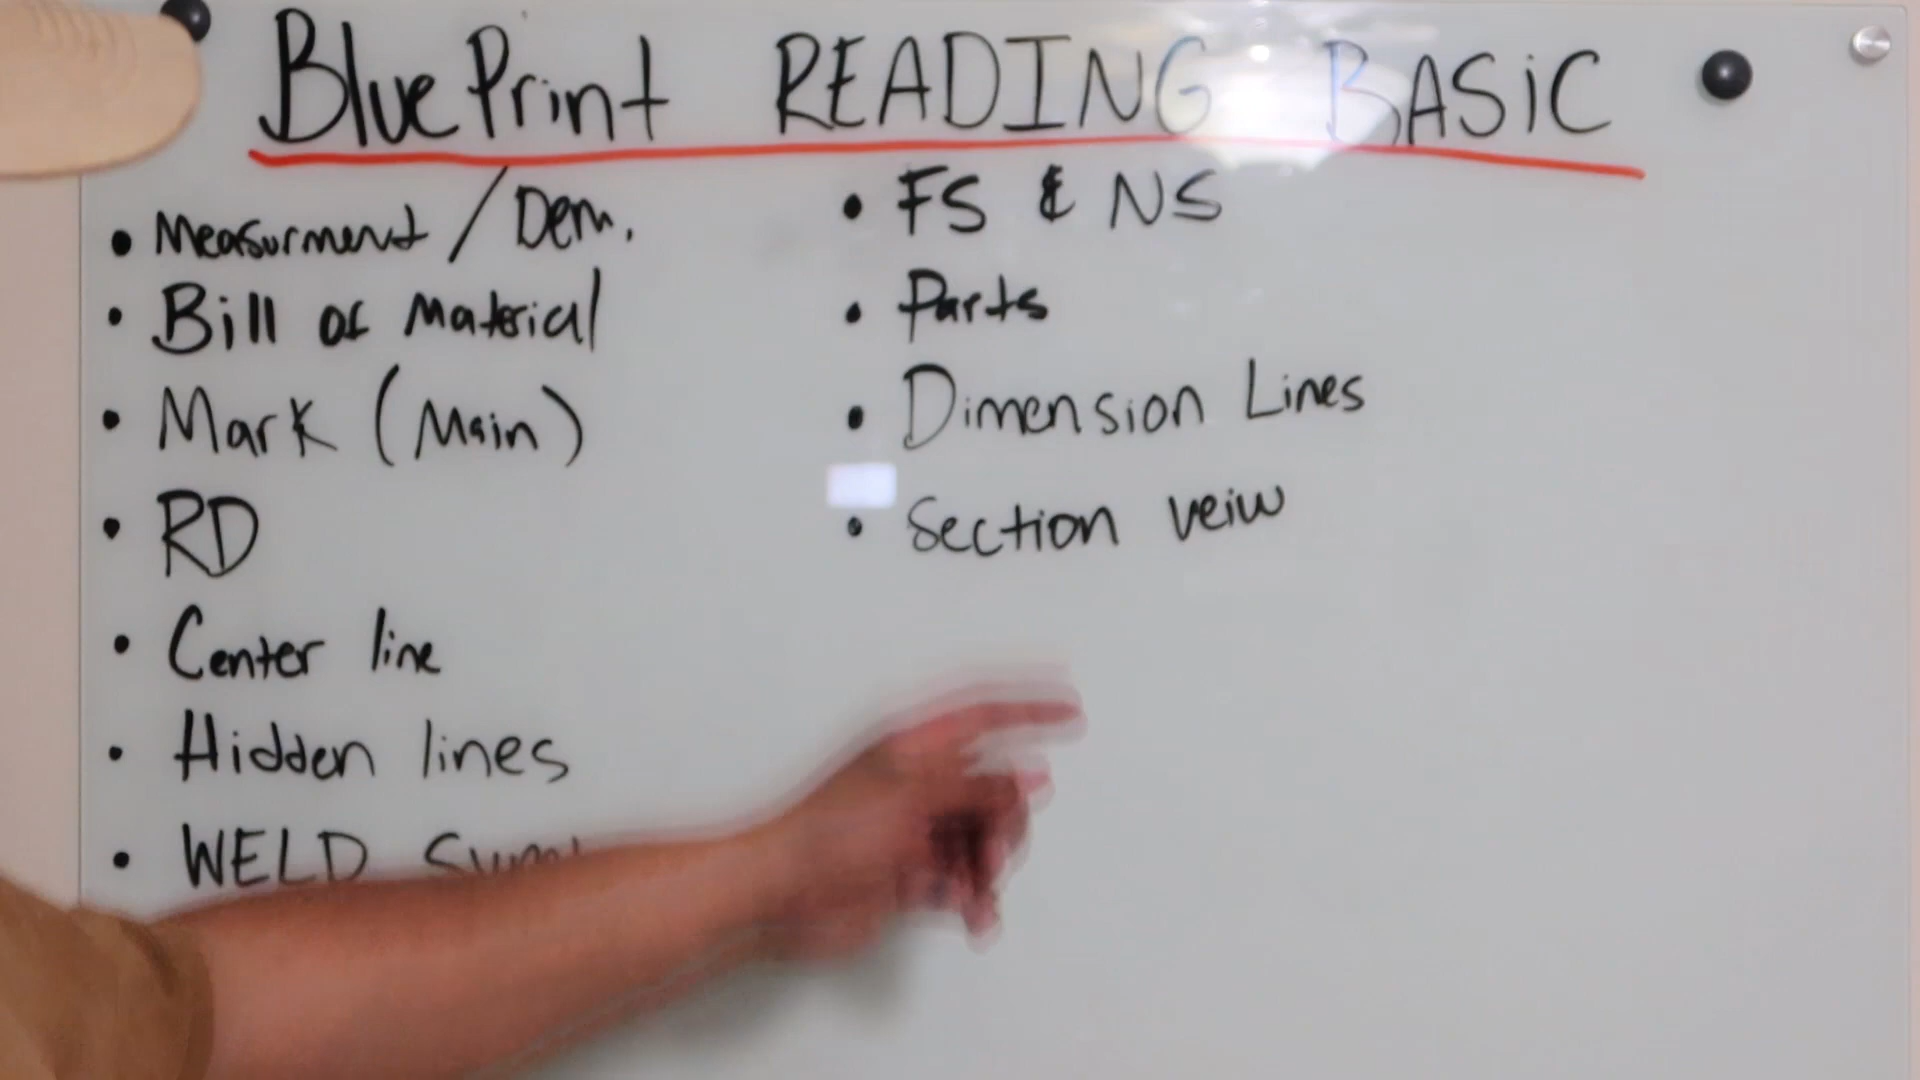 BluePrint READING BASiC
• Measurment / Dem.
• Bill of Material
• Mark (Main)
• RD
• Center line
• Hidden lines
• WELD
• FS & NS
• Parts
• Dimension Lines
• Section veiw